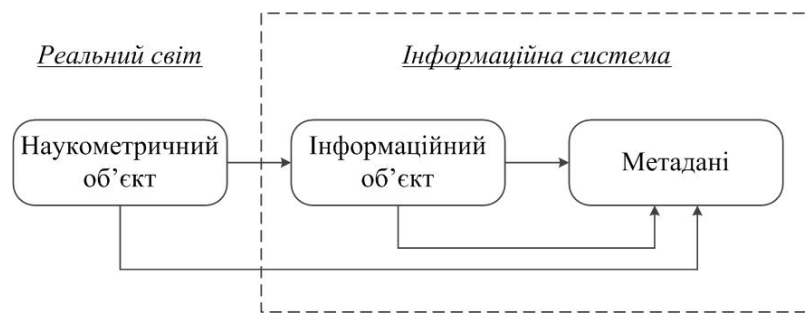 Реальний світ
Інформаційна система
Наукометричний
об’єкт
Інформаційний
об’єкт
Метадані